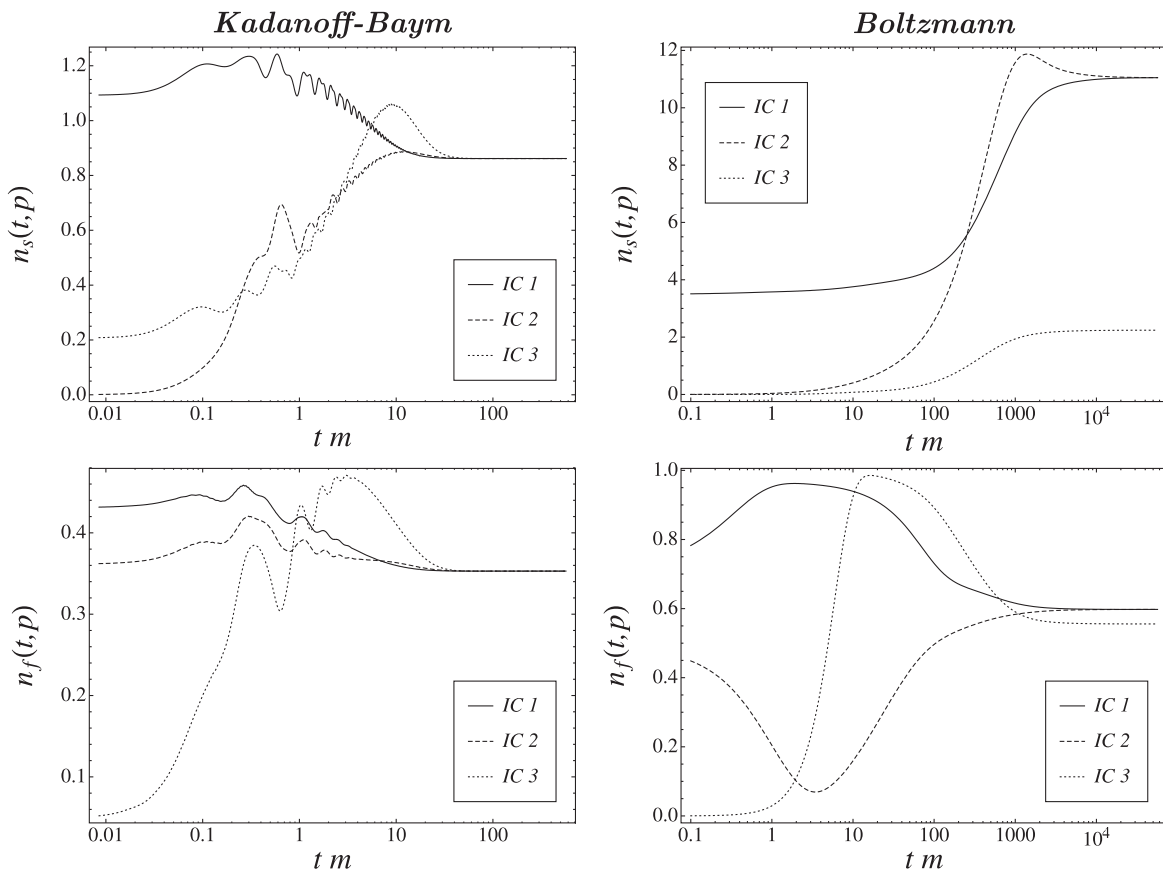 Kadanoff-Baym
1.2
1.0
0.8
0.6
0.4
0.2
0.0
n_s(t,p)
IC 1
IC 2
IC 3
0.01 0.1 1 10 100
t m
Boltzmann
12
10
8
6
4
2
0
n_s(t,p)
IC 1
IC 2
IC 3
0.1 1 10 100 1000 10^4
t m
0.4
0.3
0.2
0.1
n_f(t,p)
IC 1
IC 2
IC 3
0.01 0.1 1 10 100
t m
1.0
0.8
0.6
0.4
0.2
0.0
n_f(t,p)
IC 1
IC 2
IC 3
0.1 1 10 100 1000 10^4
t m